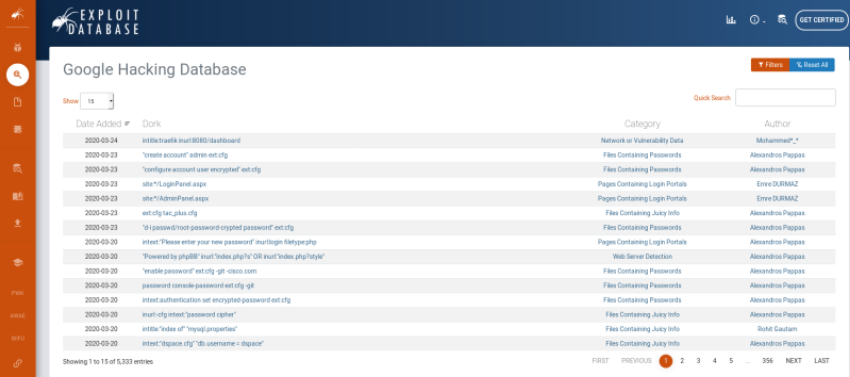 EXPLOIT
DATABASE
GET CERTIFIED
Google Hacking Database
Filters Reset All
Show 15
Quick Search
Date Added Dork Category Author
2020-03-24 intitle:traefik inurl:8080/dashboard Network or Vulnerability Data Mohammed*_*
2020-03-23 "create account" admin ext:cfg Files Containing Passwords Alexandros Pappas
2020-03-23 "configure account user encrypted" ext:cfg Files Containing Passwords Alexandros Pappas
2020-03-23 site:*/LoginPanel.aspx Pages Containing Login Portals Emre DURMAZ
2020-03-23 site:*/AdminPanel.aspx Pages Containing Login Portals Emre DURMAZ
2020-03-23 ext:cfg tac_plus.cfg Files Containing Juicy Info Alexandros Pappas
2020-03-23 "d-i passwd/root-password-crypted password" ext:cfg Files Containing Passwords Alexandros Pappas
2020-03-20 intext:"Please enter your new password" inurl:login filetype:php Pages Containing Login Portals Alexandros Pappas
2020-03-20 "Powered by phpBB" inurl:"index.php?s" OR inurl:"index.php?style" Web Server Detection Alexandros Pappas
2020-03-20 "enable password" ext:cfg -git -cisco.com Files Containing Passwords Alexandros Pappas
2020-03-20 password console-password ext:cfg -git Files Containing Passwords Alexandros Pappas
2020-03-20 intext:authentication set encrypted-password ext:cfg Files Containing Passwords Alexandros Pappas
2020-03-20 inurl:-cfg intext:"password cipher" Files Containing Juicy Info Alexandros Pappas
2020-03-20 intitle:"index of" "mysql.properties" Files Containing Juicy Info Rohit Gautam
2020-03-20 intext:"dspace.cfg" "db.username = dspace" Files Containing Juicy Info Alexandros Pappas
Showing 1 to 15 of 5,333 entries
FIRST PREVIOUS 1 2 3 4 5 ... 356 NEXT LAST
PWK
AWAE
WiFU